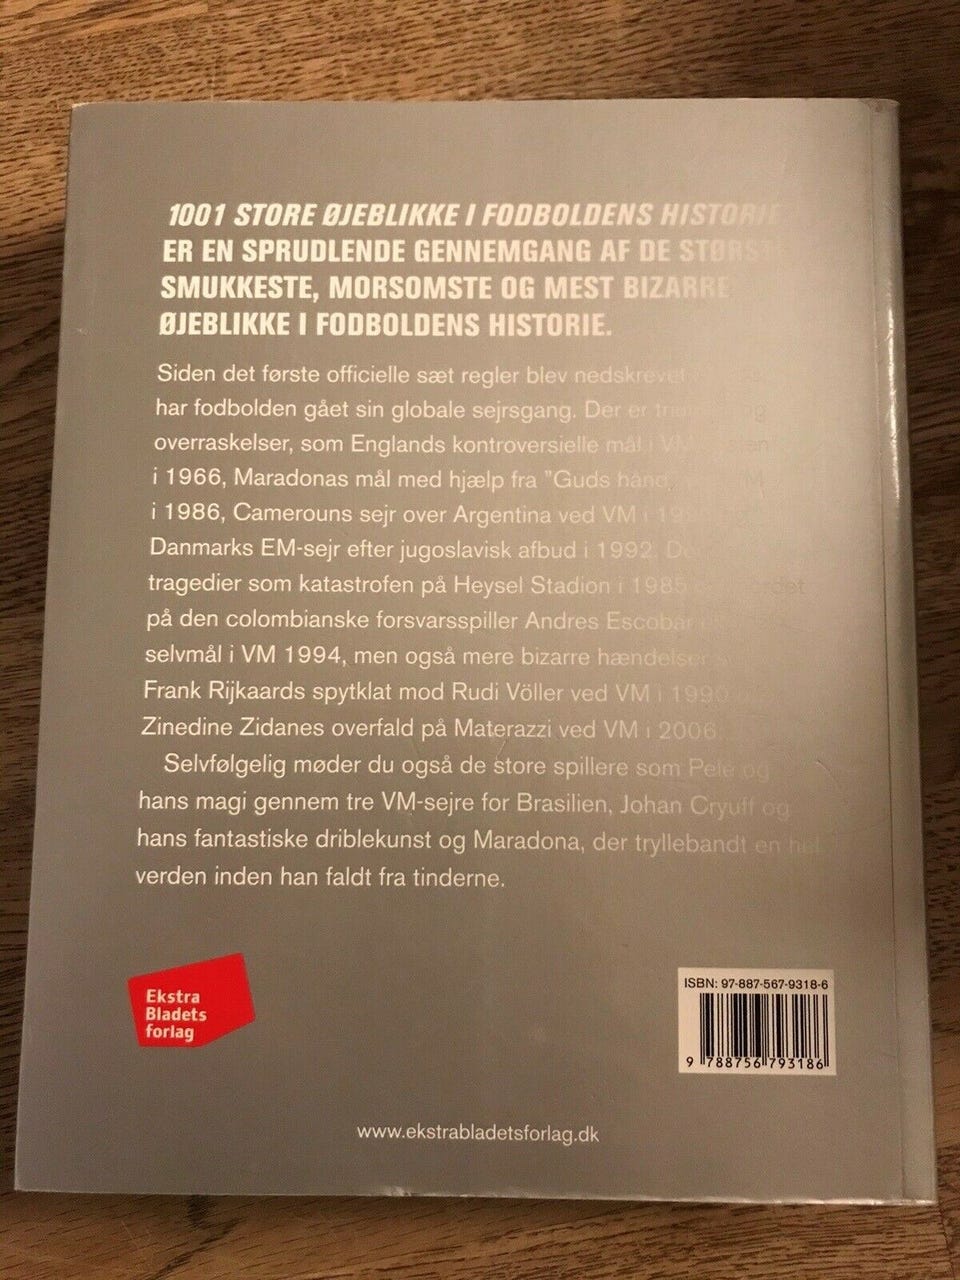 1001 STORE ØJEBLIKKE I FODBOLDENS HISTORIE
ER EN SPRUDLENDE GENNEMGANG AF DE STØRSTE
SMUKKESTE, MORSOMSTE OG MEST BIZARRE
ØJEBLIKKE I FODBOLDENS HISTORIE.
Siden det første officielle sæt regler blev nedskrevet
har fodbolden gået sin globale sejrsgang. Der er
overraskelser, som Englands kontroversielle mål i VM
i 1966, Maradonas mål med hjælp fra "Guds hånd
i 1986, Camerouns sejr over Argentina ved VM i
Danmarks EM-sejr efter jugoslavisk afbud i 1992.
tragedier som katastrofen på Heysel Stadion i 1985
på den colombianske forsvarsspiller Andres Escobar
selvmål i VM 1994, men også mere bizarre hændelser
Frank Rijkaards spytklat mod Rudi Völler ved VM i 1990
Zinedine Zidanes overfald på Materazzi ved VM i 2006.
Selvfølgelig møder du også de store spillere som Pele og
hans magi gennem tre VM-sejre for Brasilien, Johan Cryuff og
hans fantastiske driblekunst og Maradona, der tryllebandt en hel
verden inden han faldt fra tinderne.
Ekstra
Bladets
forlag
ISBN: 97-887-567-9318-6
9 788756 793186
www.ekstrabladetsforlag.dk